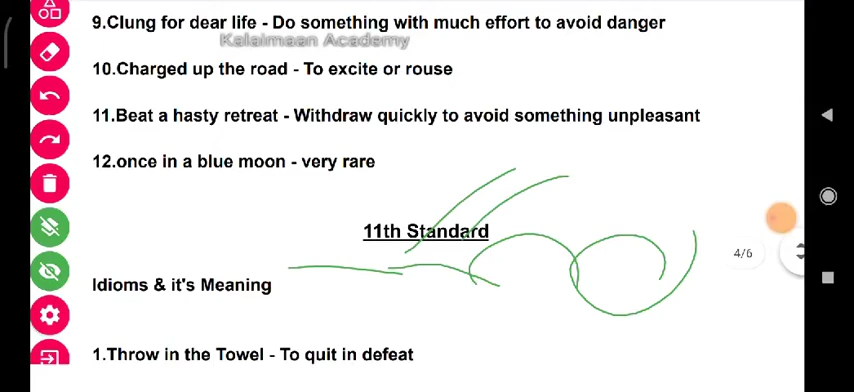 9.Clung for dear life - Do something with much effort to avoid danger
Kalaimaan Academy
10.Charged up the road - To excite or rouse
11.Beat a hasty retreat - Withdraw quickly to avoid something unpleasant
12.once in a blue moon - very rare
11th Standard
4/6
Idioms & it's Meaning
1.Throw in the Towel - To quit in defeat